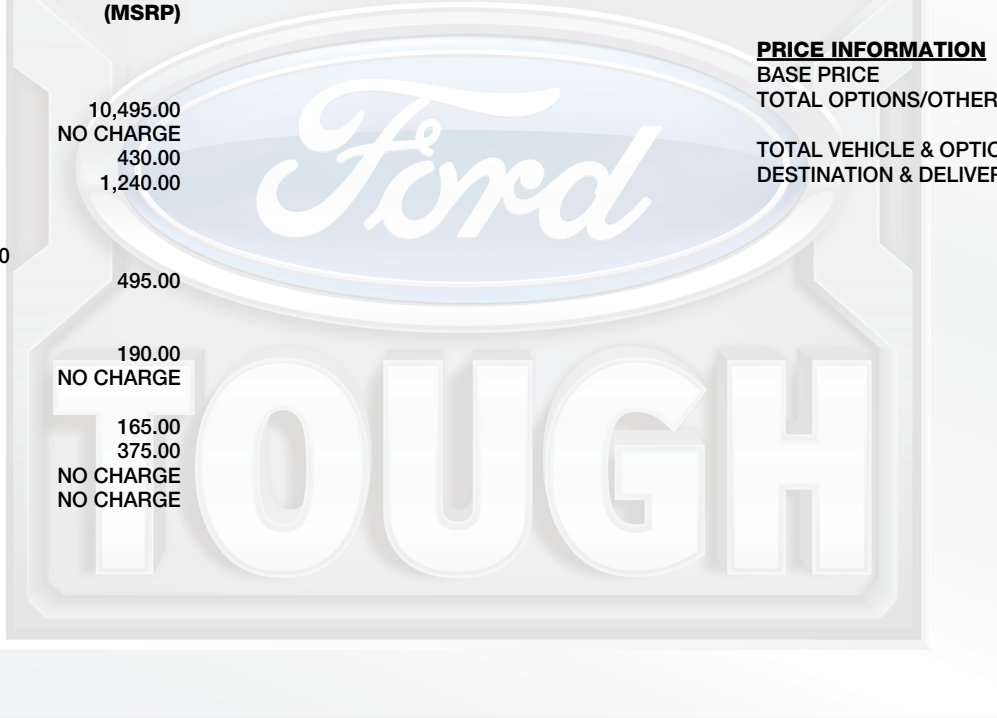 (MSRP)
10,495.00
NO CHARGE
430.00
1,240.00
0
495.00
190.00
NO CHARGE
165.00
375.00
NO CHARGE
NO CHARGE
PRICE INFORMATION
BASE PRICE
TOTAL OPTIONS/OTHER
TOTAL VEHICLE & OPTIO
DESTINATION & DELIVER
Ford
TOUGH